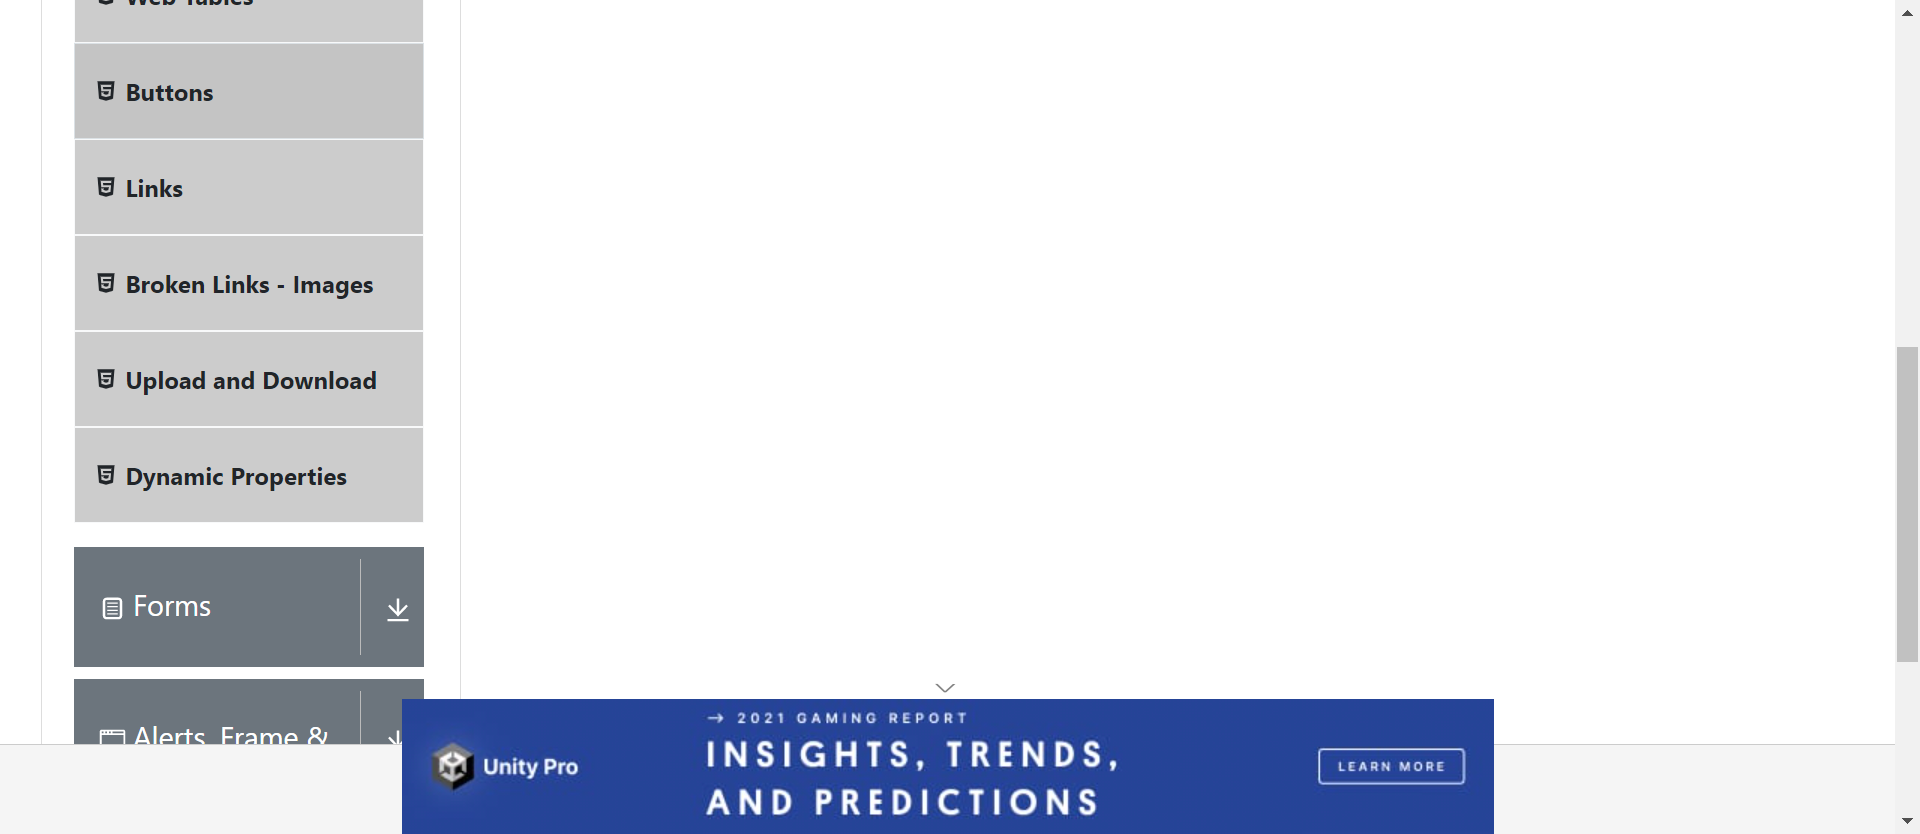 Web Tables
Buttons
Links
Broken Links - Images
Upload and Download
Dynamic Properties
Forms
Alerts, Frame &
→ 2021 GAMING REPORT
INSIGHTS, TRENDS,
AND PREDICTIONS
Unity Pro
LEARN MORE